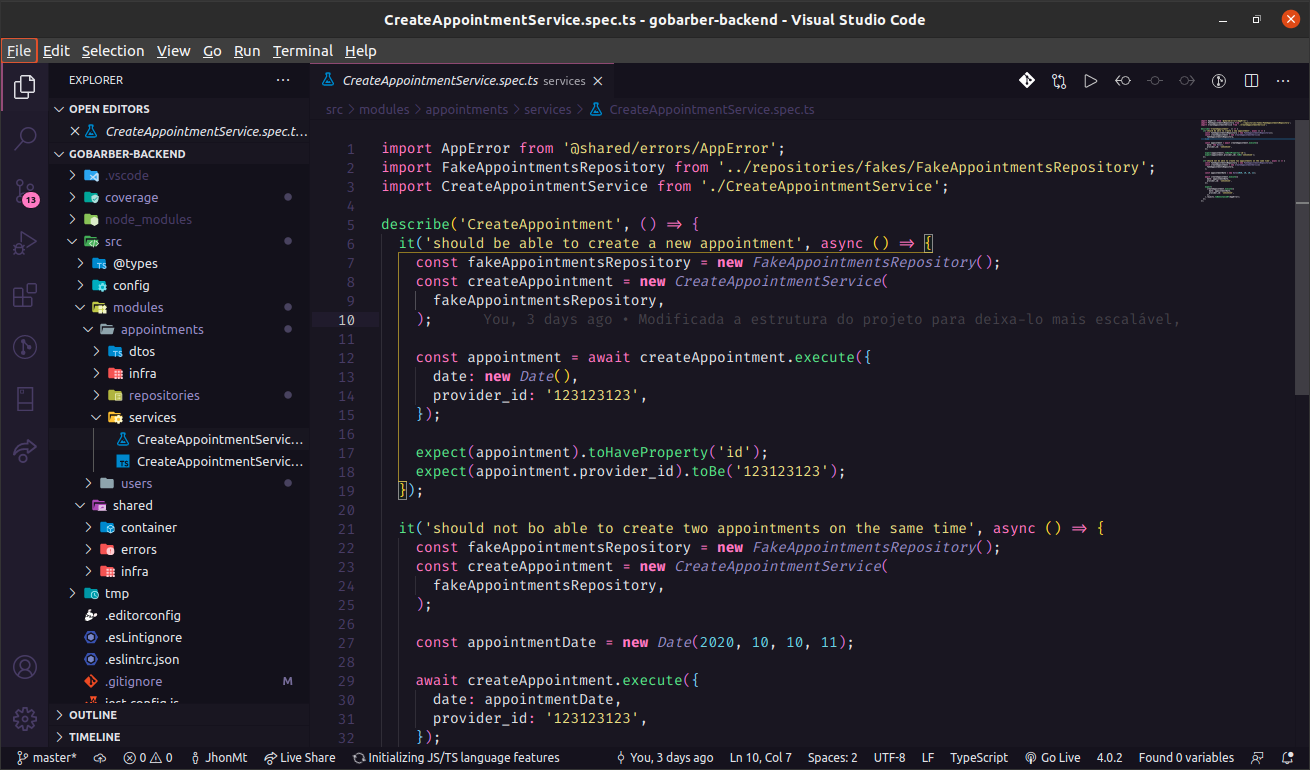 CreateAppointmentService.spec.ts - gobarber-backend - Visual Studio Code
File Edit Selection View Go Run Terminal Help
EXPLORER
OPEN EDITORS
CreateAppointmentService.spec.t...
GOBARBER-BACKEND
.vscode
coverage
node_modules
src
@types
config
modules
appointments
dtos
infra
repositories
services
CreateAppointmentServic...
CreateAppointmentServic...
users
shared
container
errors
infra
tmp
.editorconfig
.esLintignore
.eslintrc.json
.gitignore M
jest.config.js
OUTLINE
TIMELINE
13
CreateAppointmentService.spec.ts services
src > modules > appointments > services > CreateAppointmentService.spec.ts
1 import AppError from '@shared/errors/AppError';
2 import FakeAppointmentsRepository from '../repositories/fakes/FakeAppointmentsRepository';
3 import CreateAppointmentService from './CreateAppointmentService';
4
5 describe('CreateAppointment', () => {
6 it('should be able to create a new appointment', async () => {
7 const fakeAppointmentsRepository = new FakeAppointmentsRepository();
8 const createAppointment = new CreateAppointmentService(
9 fakeAppointmentsRepository,
10 ); You, 3 days ago • Modificada a estrutura do projeto para deixa-lo mais escalável,
11
12 const appointment = await createAppointment.execute({
13 date: new Date(),
14 provider_id: '123123123',
15 });
16
17 expect(appointment).toHaveProperty('id');
18 expect(appointment.provider_id).toBe('123123123');
19 });
20
21 it('should not bo able to create two appointments on the same time', async () => {
22 const fakeAppointmentsRepository = new FakeAppointmentsRepository();
23 const createAppointment = new CreateAppointmentService(
24 fakeAppointmentsRepository,
25 );
26
27 const appointmentDate = new Date(2020, 10, 10, 11);
28
29 await createAppointment.execute({
30 date: appointmentDate,
31 provider_id: '123123123',
32 });
master* 0 0 JhonMt Live Share Initializing JS/TS language features You, 3 days ago Ln 10, Col 7 Spaces: 2 UTF-8 LF TypeScript Go Live 4.0.2 Found 0 variables